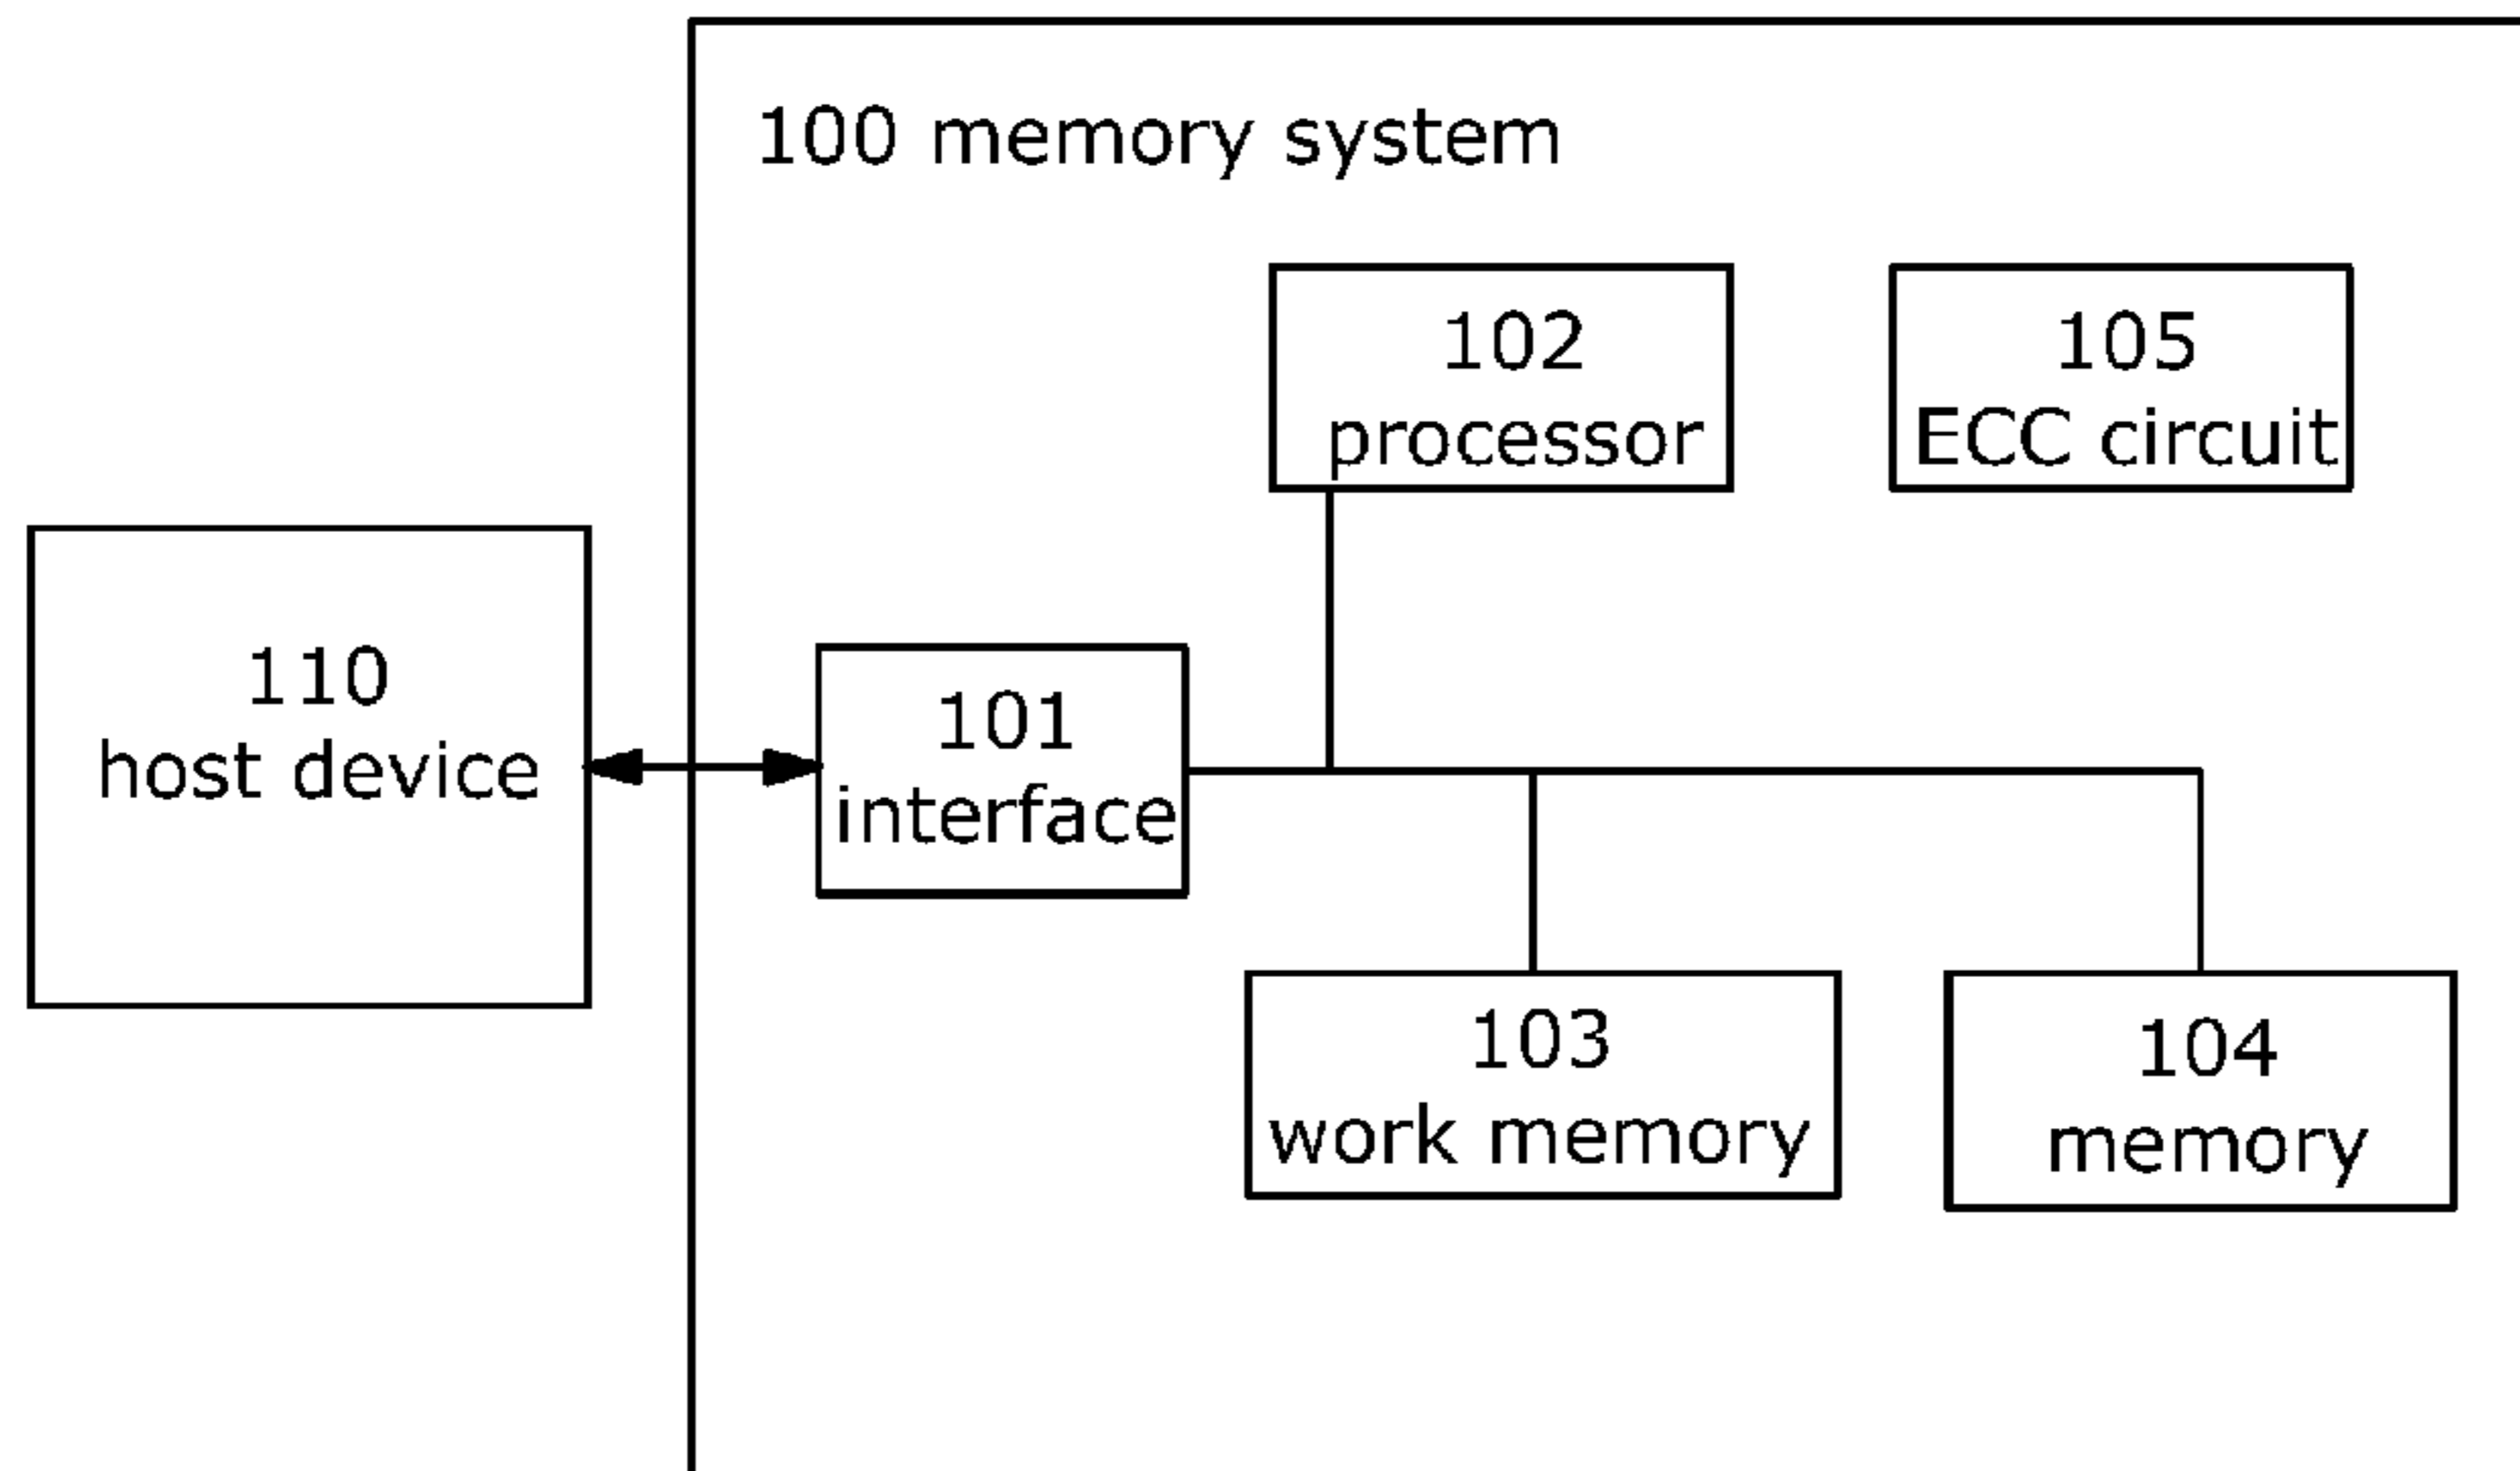 100 memory system
102
processor
105
ECC circuit
110
host device
101
interface
103
work memory
104
memory